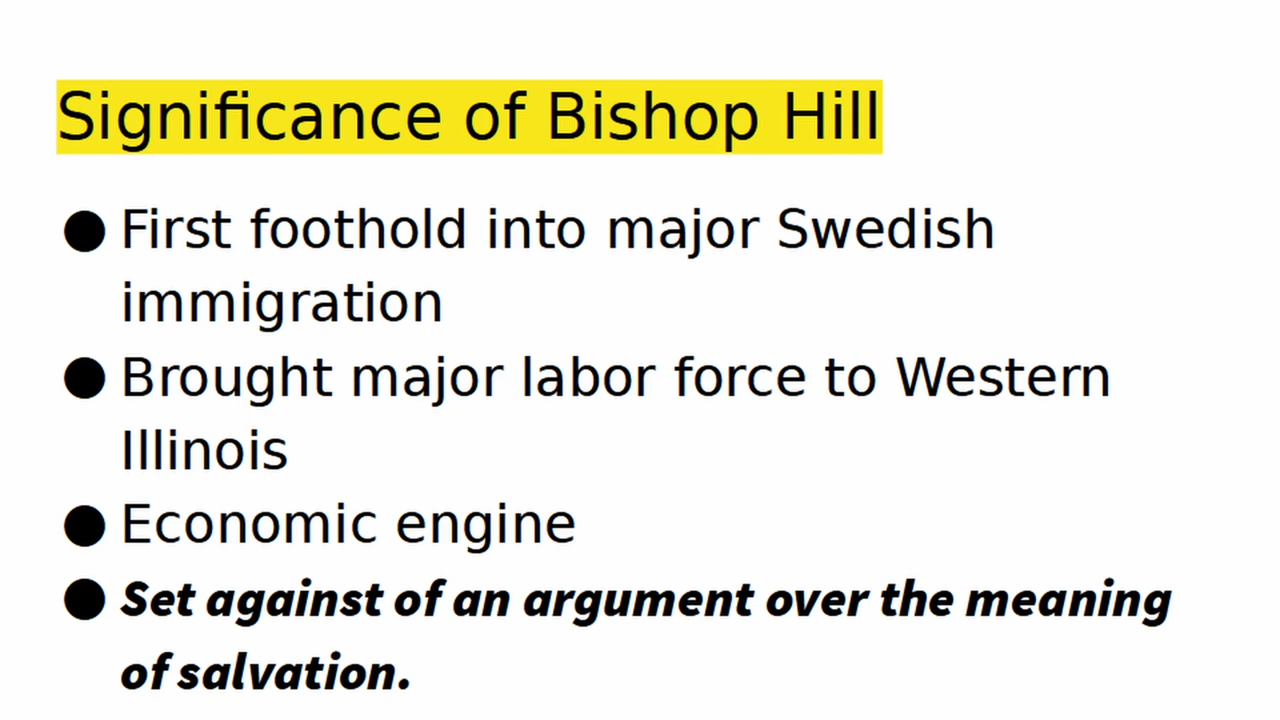 Significance of Bishop Hill
● First foothold into major Swedish
immigration
● Brought major labor force to Western
Illinois
● Economic engine
● Set against of an argument over the meaning
of salvation.